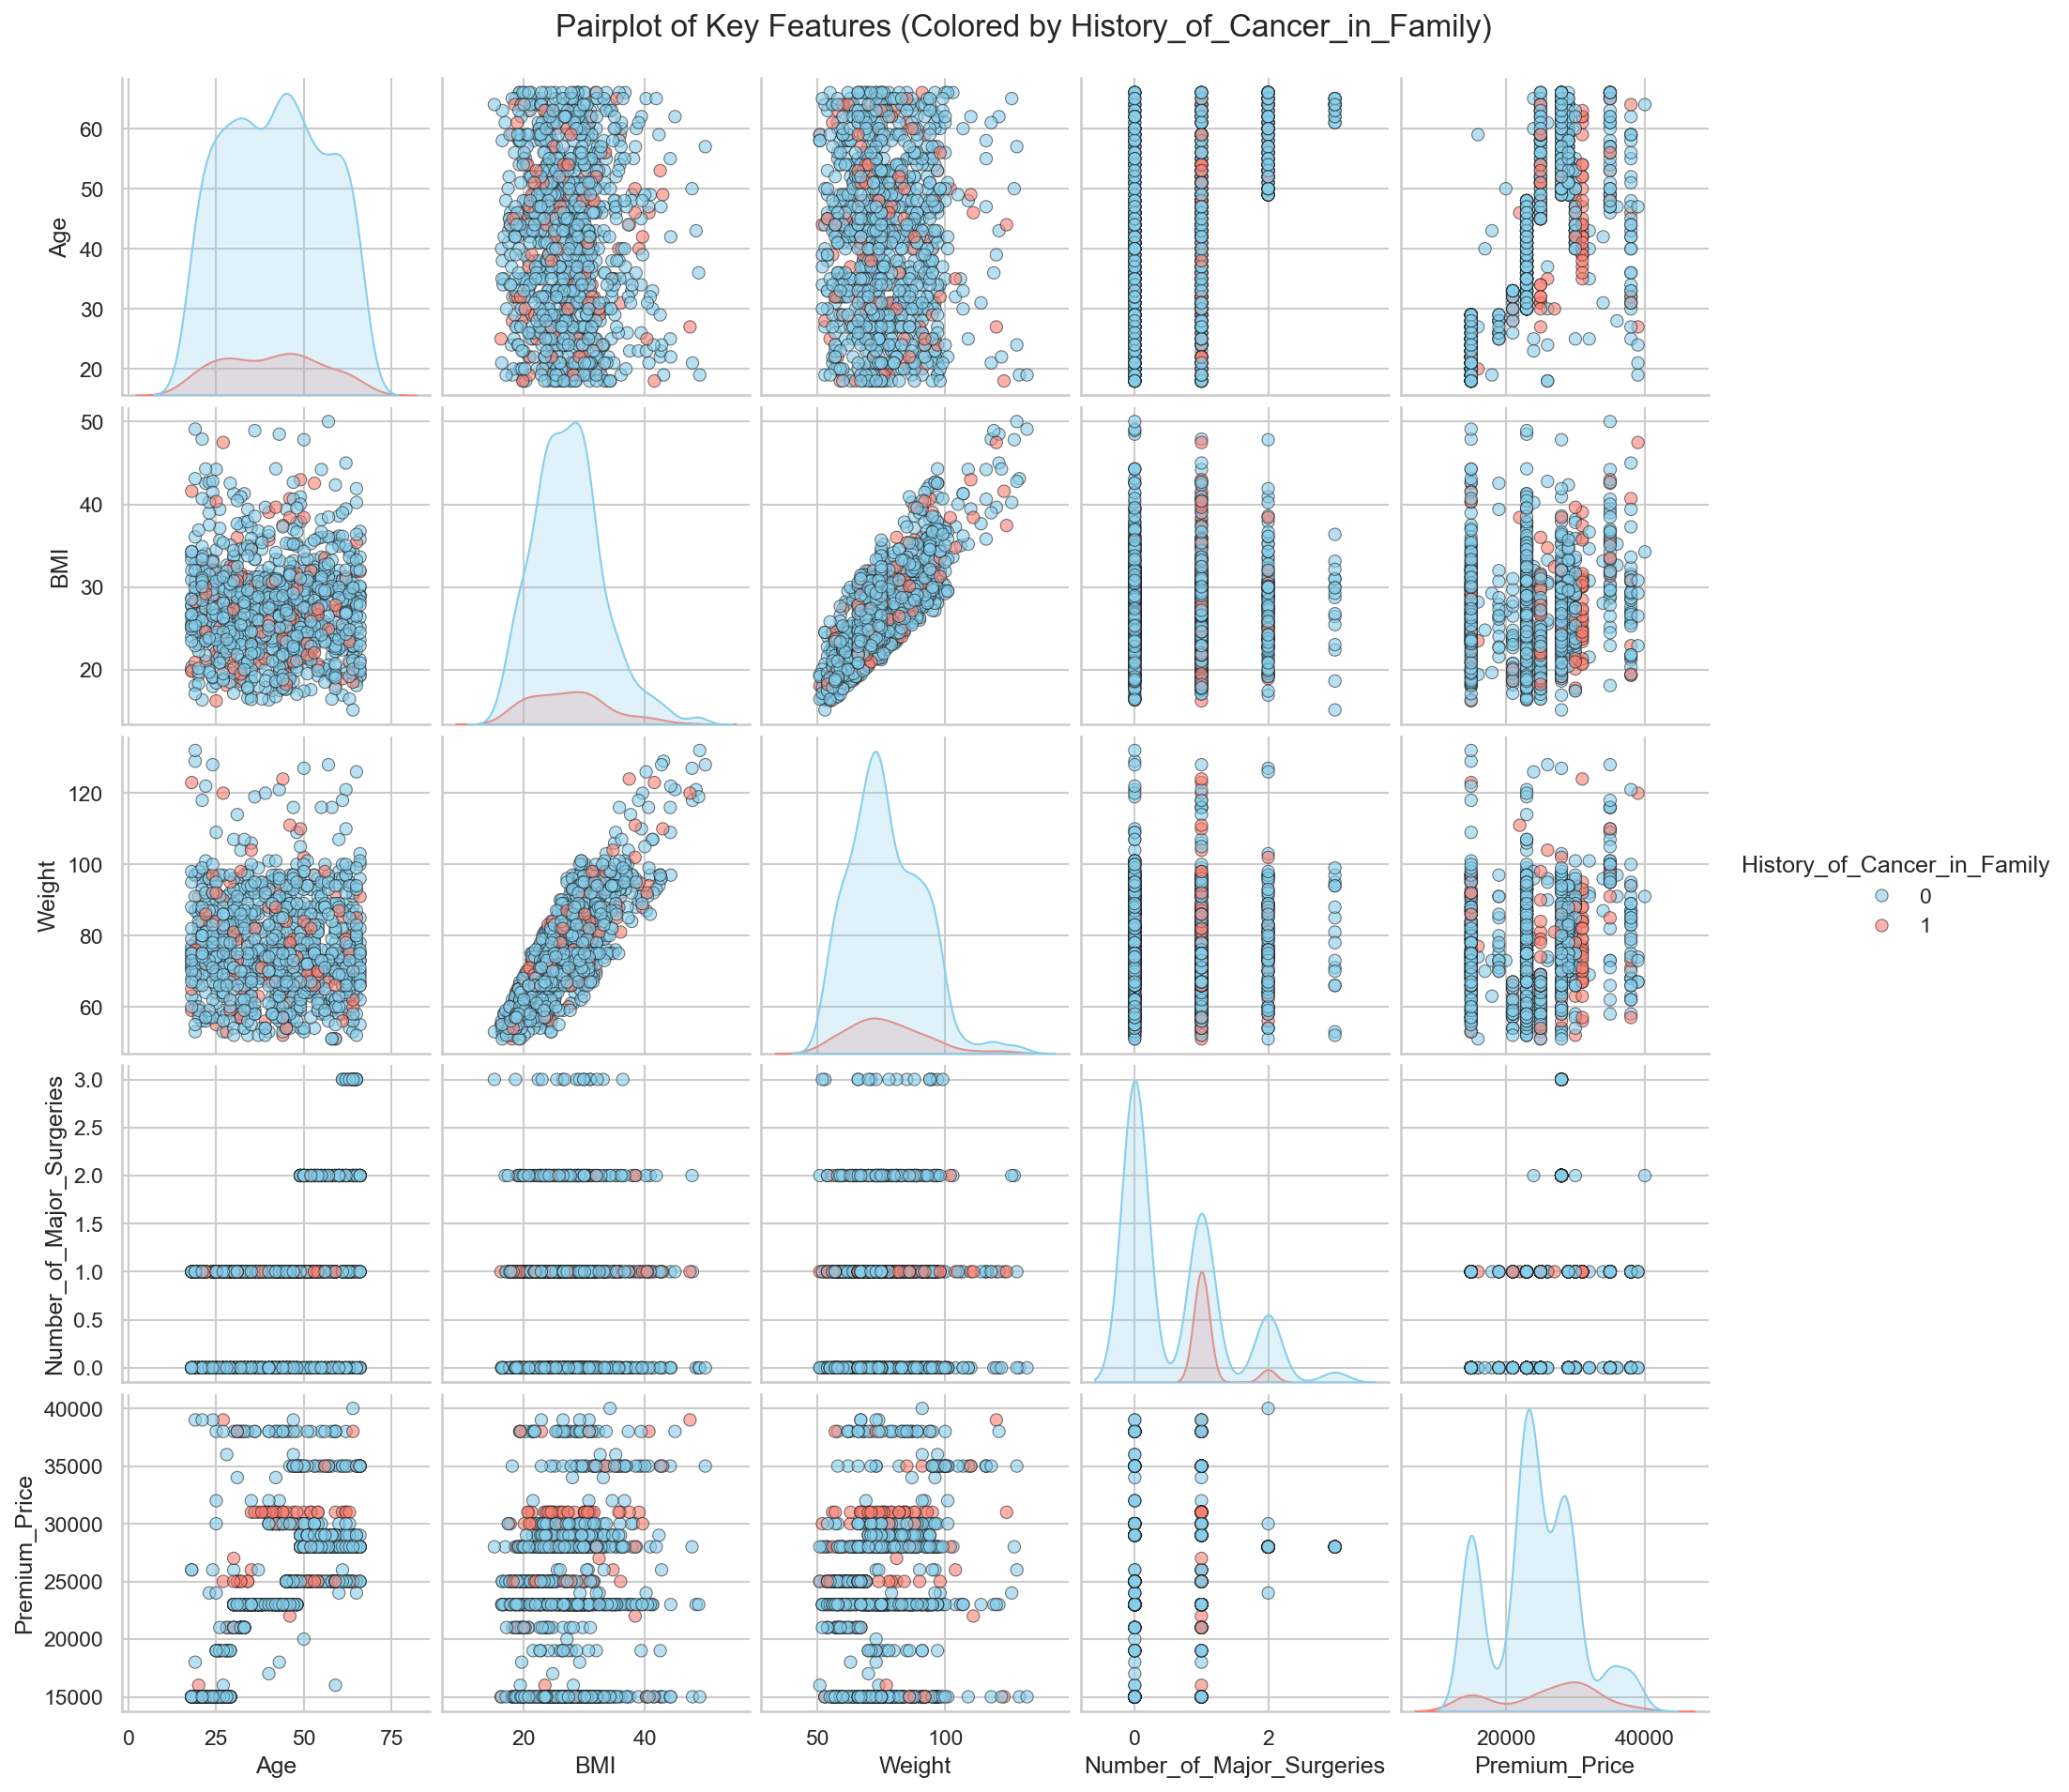 Pairplot of Key Features (Colored by History_of_Cancer_in_Family)
Age
60
50
40
30
20
BMI
50
40
30
20
Weight
120
100
80
60
Number_of_Major_Surgeries
3.0
2.5
2.0
1.5
1.0
0.5
0.0
Premium_Price
40000
35000
30000
25000
20000
15000
0 25 50 75
20 40
50 100
0 2
20000 40000
Age
BMI
Weight
Number_of_Major_Surgeries
Premium_Price
History_of_Cancer_in_Family
0
1